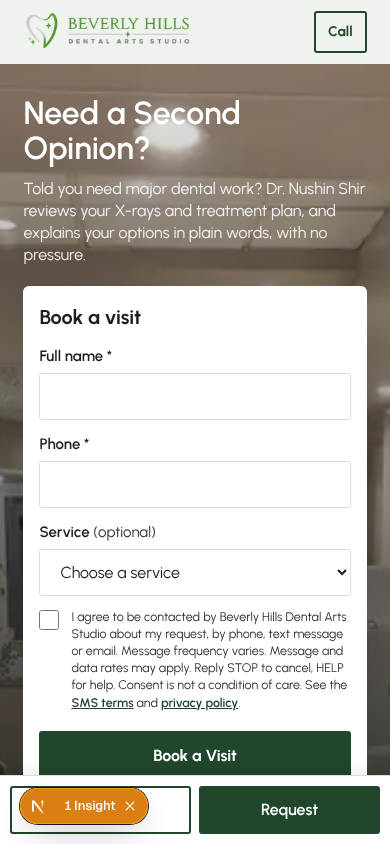 BEVERLY HILLS
DENTAL ARTS STUDIO
Call
Need a Second
Opinion?
Told you need major dental work? Dr. Nushin Shir
reviews your X-rays and treatment plan, and
explains your options in plain words, with no
pressure.
Book a visit
Full name *
Phone *
Service (optional)
Choose a service
I agree to be contacted by Beverly Hills Dental Arts
Studio about my request, by phone, text message
or email. Message frequency varies. Message and
data rates may apply. Reply STOP to cancel, HELP
for help. Consent is not a condition of care. See the
SMS terms and privacy policy.
Book a Visit
N 1 Insight
Request